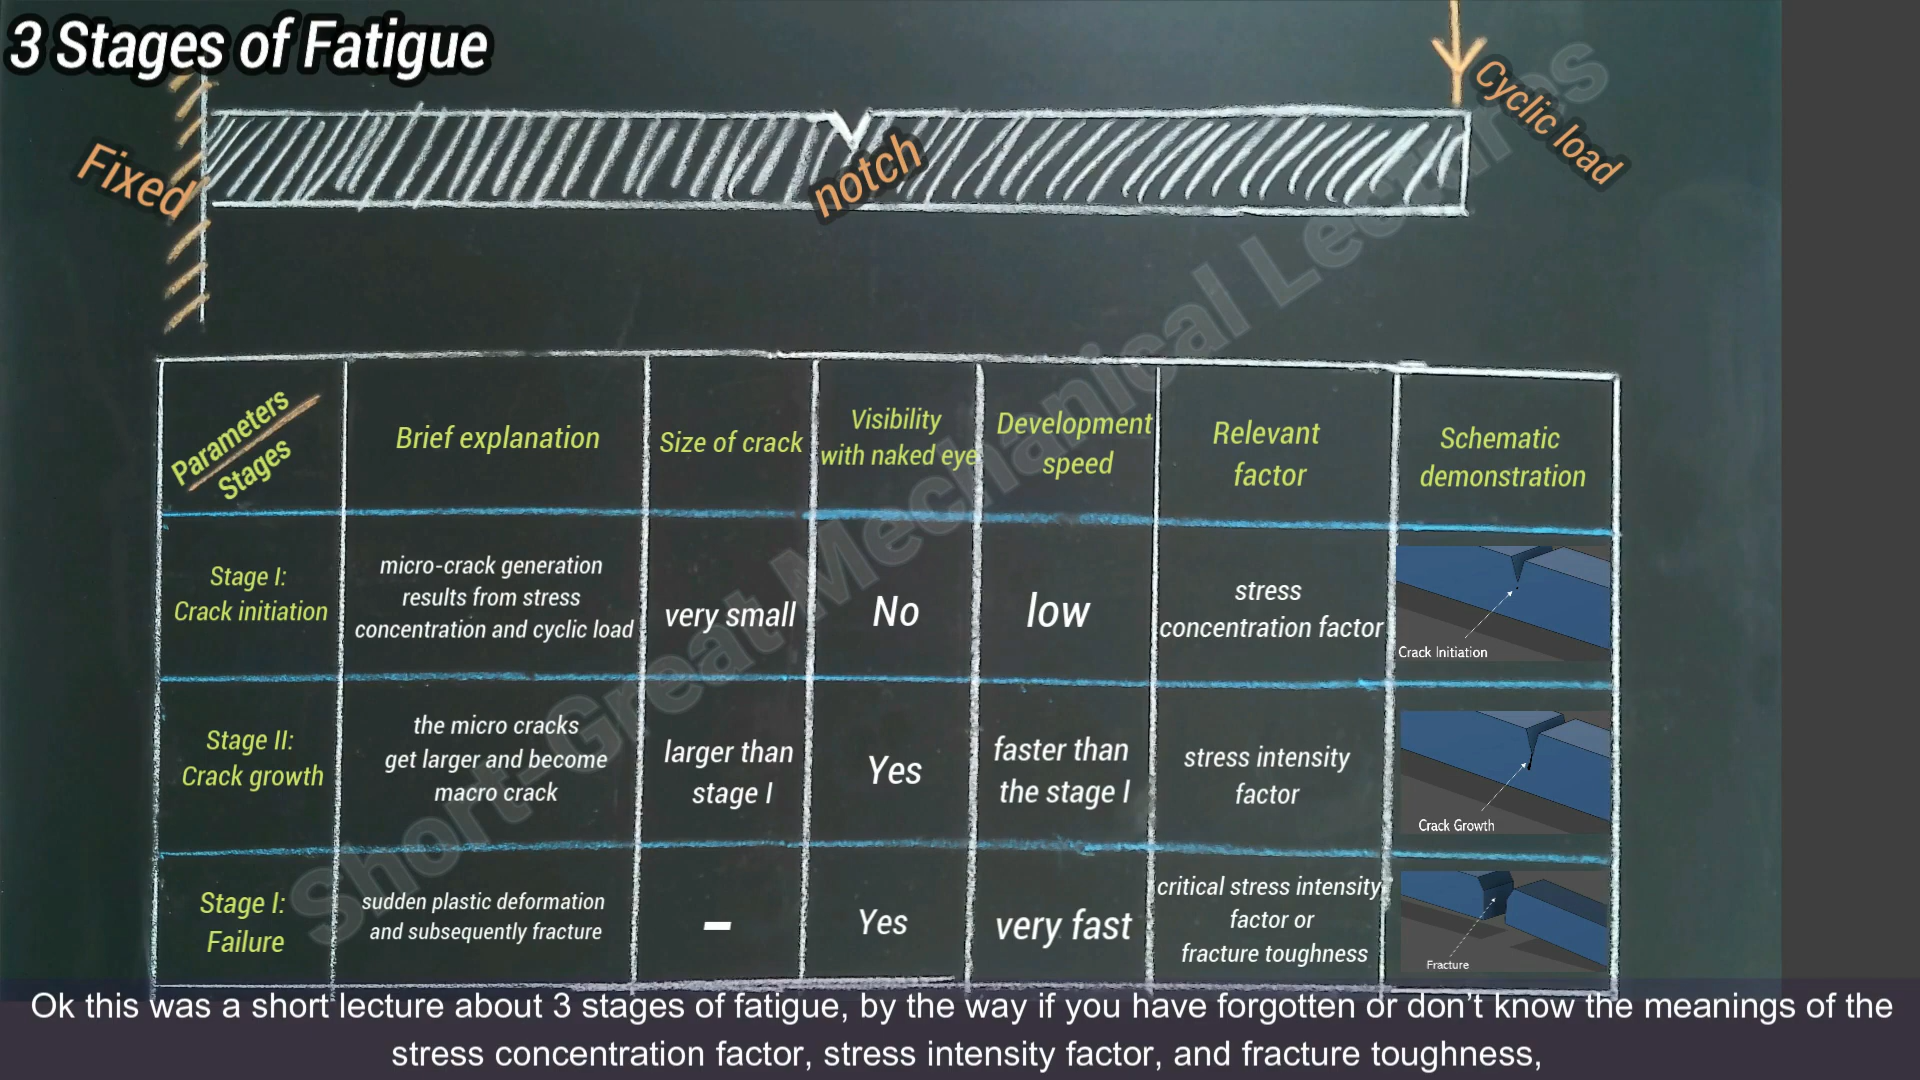 3 Stages of Fatigue
Fixed
notch
Cyclic load
Short-Great Mechanical Lectures
Parameters
Stages
Brief explanation
Size of crack
Visibility
with naked eye
Development
speed
Relevant
factor
Schematic
demonstration
Stage I:
Crack initiation
micro-crack generation
results from stress
concentration and cyclic load
very small
No
low
stress
concentration factor
Crack Initiation
Stage II:
Crack growth
the micro cracks
get larger and become
macro crack
larger than
stage I
Yes
faster than
the stage I
stress intensity
factor
Crack Growth
Stage I:
Failure
sudden plastic deformation
and subsequently fracture
-
Yes
very fast
critical stress intensity
factor or
fracture toughness
Fracture
Ok this was a short lecture about 3 stages of fatigue, by the way if you have forgotten or don't know the meanings of the
stress concentration factor, stress intensity factor, and fracture toughness,